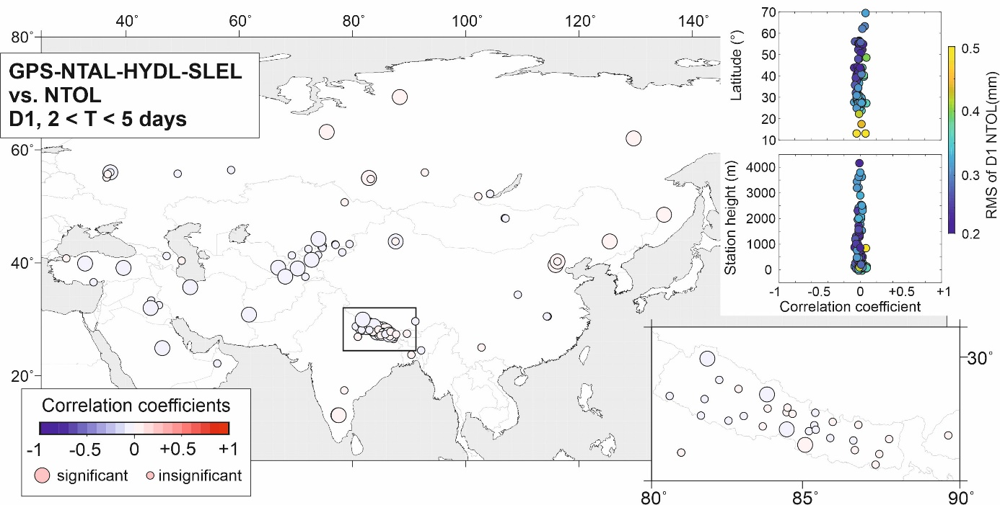 40° 60° 80° 100° 120° 140°
80°
60°
40°
20°
GPS-NTAL-HYDL-SLEL
vs. NTOL
D1, 2 < T < 5 days
Correlation coefficients
-1 -0.5 0 +0.5 +1
significant insignificant
Latitude (°)
70
60
50
40
30
20
10
Station height (m)
4000
3000
2000
1000
0
-1 -0.5 0 +0.5 +1
Correlation coefficient
0.5
0.4
0.3
0.2
RMS of D1 NTOL(mm)
30°
80° 85° 90°